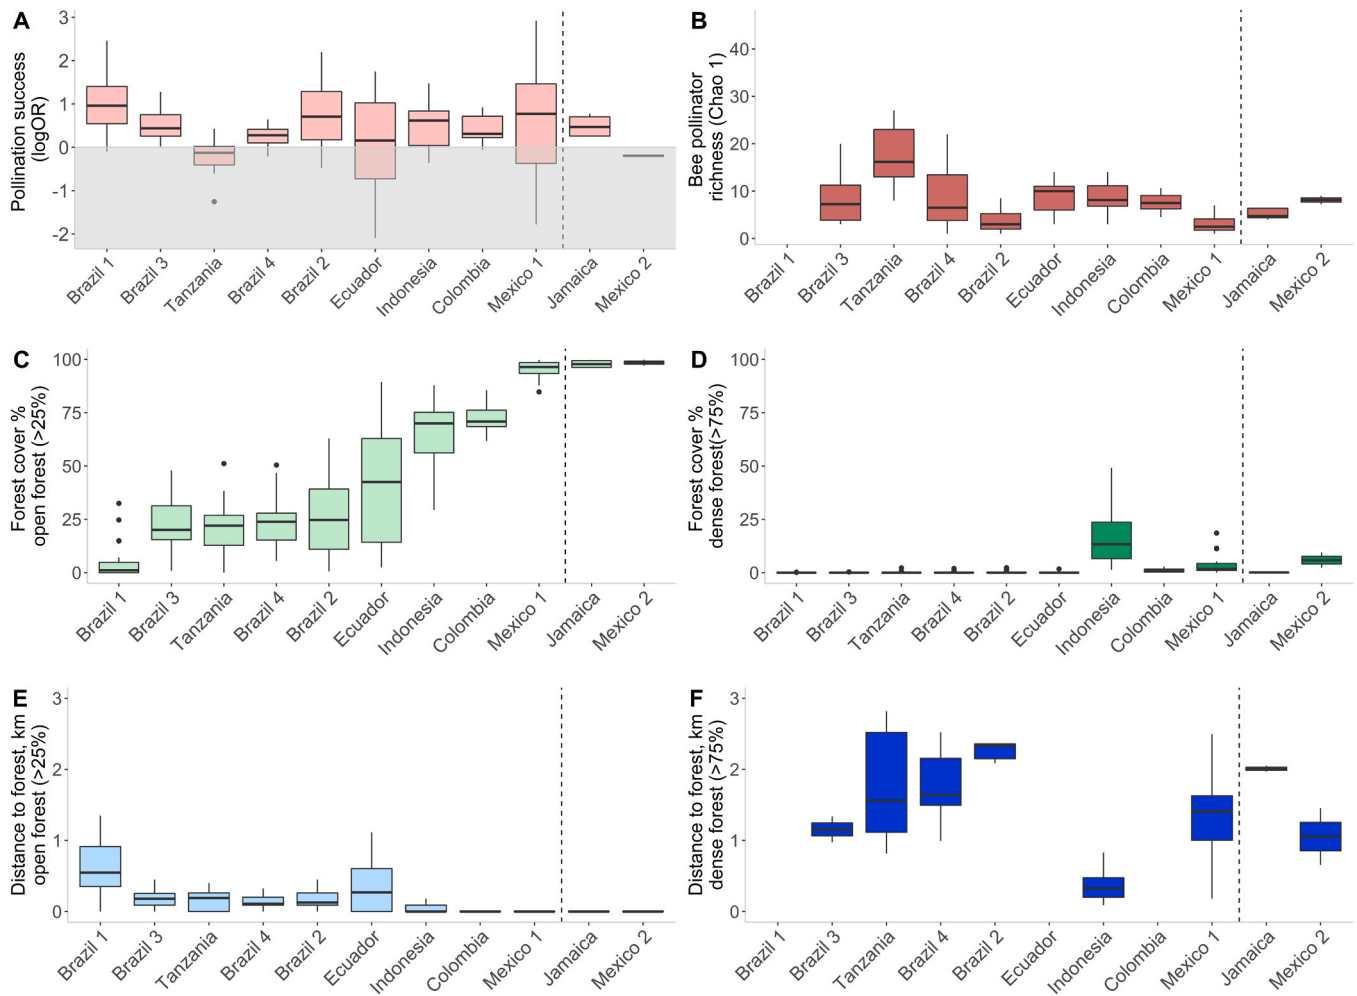 A
Pollination success
(logOR)
3
2
1
0
-1
-2
Brazil 1
Brazil 3
Tanzania
Brazil 4
Brazil 2
Ecuador
Indonesia
Colombia
Mexico 1
Jamaica
Mexico 2
B
Bee pollinator
richness (Chao 1)
40
30
20
10
0
Brazil 1
Brazil 3
Tanzania
Brazil 4
Brazil 2
Ecuador
Indonesia
Colombia
Mexico 1
Jamaica
Mexico 2
C
Forest cover %
open forest (>25%)
100
75
50
25
0
Brazil 1
Brazil 3
Tanzania
Brazil 4
Brazil 2
Ecuador
Indonesia
Colombia
Mexico 1
Jamaica
Mexico 2
D
Forest cover %
dense forest(>75%)
100
75
50
25
0
Brazil 1
Brazil 3
Tanzania
Brazil 4
Brazil 2
Ecuador
Indonesia
Colombia
Mexico 1
Jamaica
Mexico 2
E
Distance to forest, km
open forest (>25%)
3
2
1
0
Brazil 1
Brazil 3
Tanzania
Brazil 4
Brazil 2
Ecuador
Indonesia
Colombia
Mexico 1
Jamaica
Mexico 2
F
Distance to forest, km
dense forest (>75%)
3
2
1
0
Brazil 1
Brazil 3
Tanzania
Brazil 4
Brazil 2
Ecuador
Indonesia
Colombia
Mexico 1
Jamaica
Mexico 2